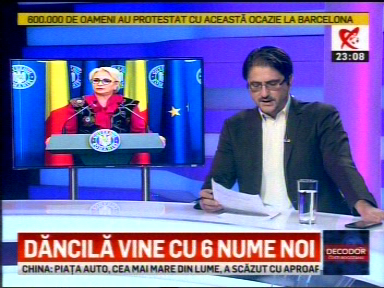 600.000 DE OAMENI AU PROTESTAT CU ACEASTĂ OCAZIE LA BARCELONA
23:08
DĂNCILĂ VINE CU 6 NUME NOI
DECODOR
CHINA: PIAȚA AUTO, CEA MAI MARE DIN LUME, A SCĂZUT CU APROAP